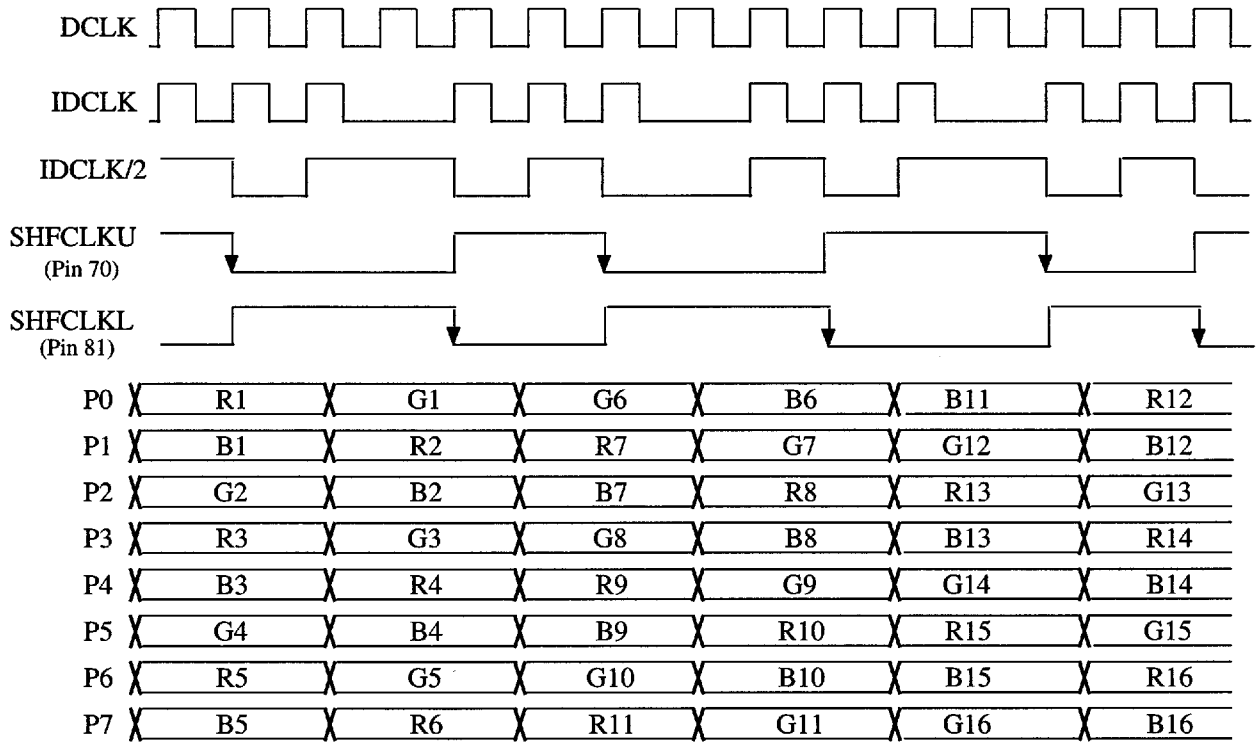 DCLK
IDCLK
IDCLK/2
SHFCLKU
(Pin 70)
SHFCLKL
(Pin 81)
P0 R1 G1 G6 B6 B11 R12
P1 B1 R2 R7 G7 G12 B12
P2 G2 B2 B7 R8 R13 G13
P3 R3 G3 G8 B8 B13 R14
P4 B3 R4 R9 G9 G14 B14
P5 G4 B4 B9 R10 R15 G15
P6 R5 G5 G10 B10 B15 R16
P7 B5 R6 R11 G11 G16 B16